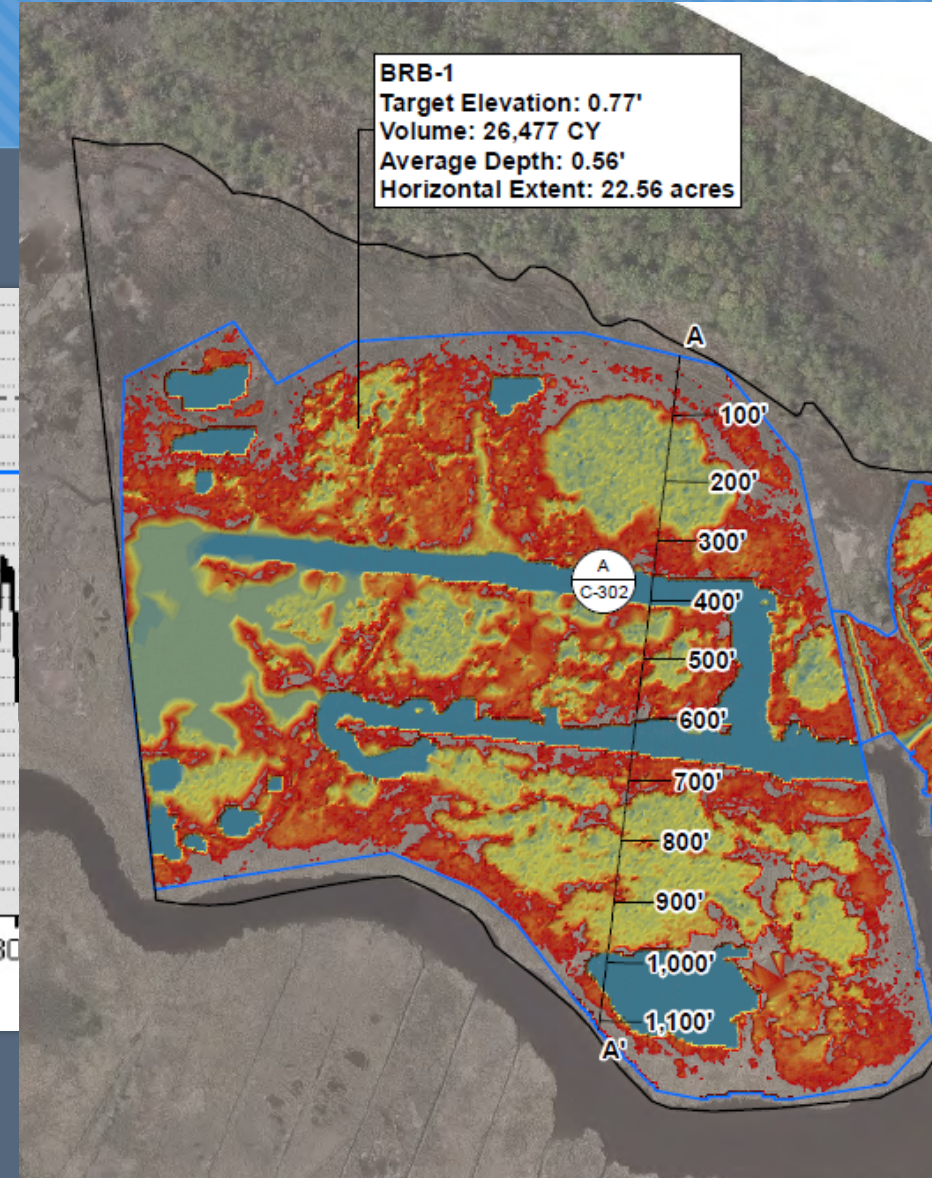 BRB-1
Target Elevation: 0.77'
Volume: 26,477 CY
Average Depth: 0.56'
Horizontal Extent: 22.56 acres
A
100'
200'
300'
A
C-302
400'
500'
600'
700'
800'
900'
1,000'
1,100'
A'